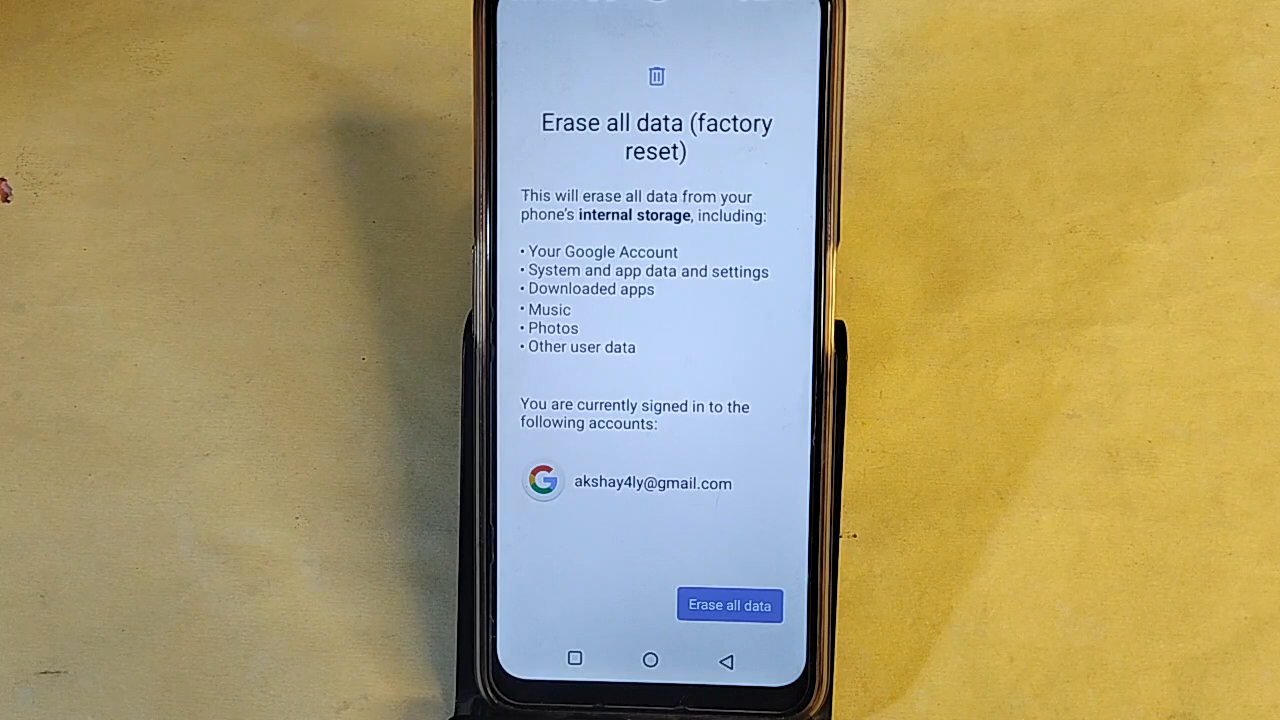 Erase all data (factory
reset)
This will erase all data from your
phone's internal storage, including:
• Your Google Account
• System and app data and settings
• Downloaded apps
• Music
• Photos
• Other user data
You are currently signed in to the
following accounts:
akshay4ly@gmail.com
Erase all data